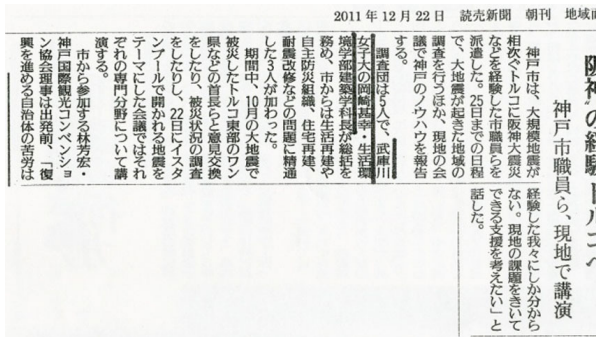 2011年12月22日 読売新聞 朝刊 地域
阪神”の経験トルコへ
神戸市職員ら、現地で講演
神戸市は、大規模地震が
相次ぐトルコに阪神大震災
などを経験した市職員らを
派遣した。25日までの日程
で、大地震が起きた地域の
調査を行うほか、現地の会
議で神戸のノウハウを報告
する。
調査団は5人で、武庫川
女子大の岡崎甚幸・生活環
境学部建築学科長が総括を
務め、市からは生活再建や
自主防災組織、住宅再建、
耐震改修などの問題に精通
した3人が加わった。
期間中、10月の大地震で
被災したトルコ東部のワン
県などの首長らと意見交換
をしたり、被災状況の調査
をしたりし、22日にイスタ
ンブールで開かれる地震を
テーマにした会議ではそれ
ぞれの専門分野について講
演する。
市から参加する林芳宏・
神戸国際観光コンベンショ
ン協会理事は出発前、「復
興を進める自治体の苦労は
経験した我々にしか分から
ない。現地の課題をきいて
できる支援を考えたい」と
話した。